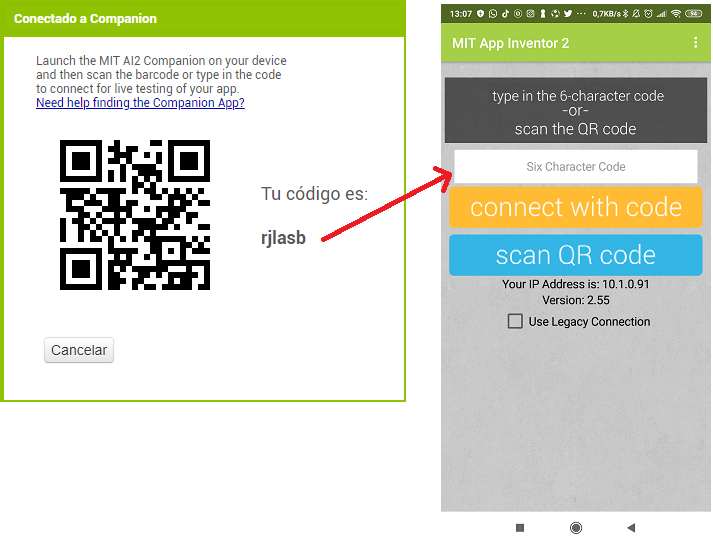 Conectado a Companion
Launch the MIT AI2 Companion on your device
and then scan the barcode or type in the code
to connect for live testing of your app.
Need help finding the Companion App?
Tu código es:
rjlasb
Cancelar
13:07
0,7KB/s
94
MIT App Inventor 2
type in the 6-character code
-or-
scan the QR code
Six Character Code
connect with code
scan QR code
Your IP Address is: 10.1.0.91
Version: 2.55
Use Legacy Connection